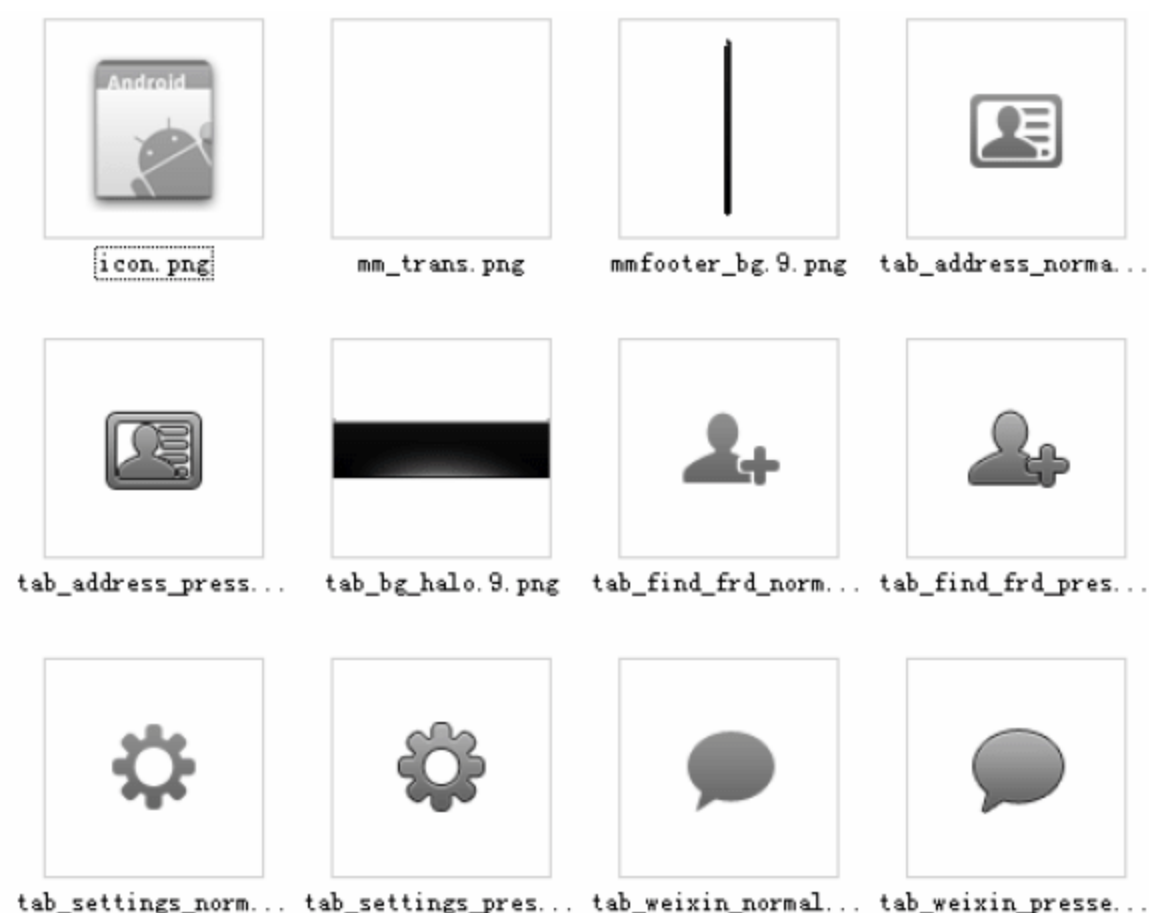 Android
icon.png
mm_trans.png
mmfooter_bg.9.png
tab_address_norma...
tab_address_press...
tab_bg_halo.9.png
tab_find_frd_norm...
tab_find_frd_pres...
tab_settings_norm...
tab_settings_pres...
tab_weixin_normal...
tab_weixin_presse...